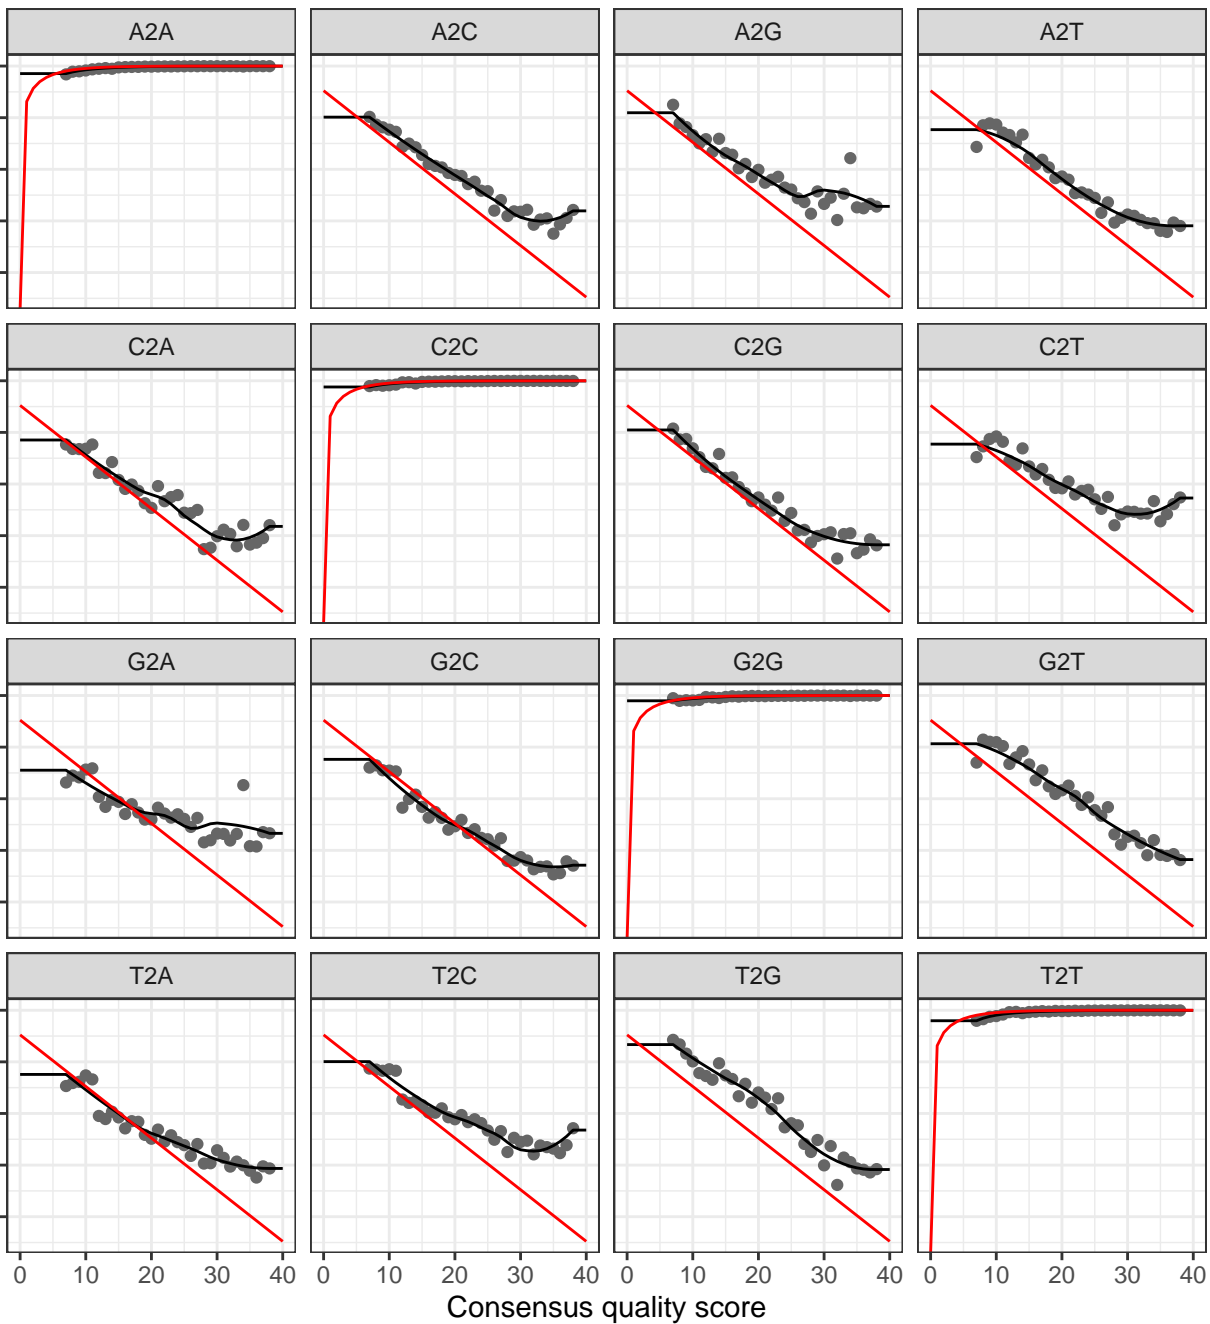 A2A A2C A2G A2T
C2A C2C C2G C2T
G2A G2C G2G G2T
T2A T2C T2G T2T
0 10 20 30 40 0 10 20 30 40 0 10 20 30 40 0 10 20 30 40
Consensus quality score